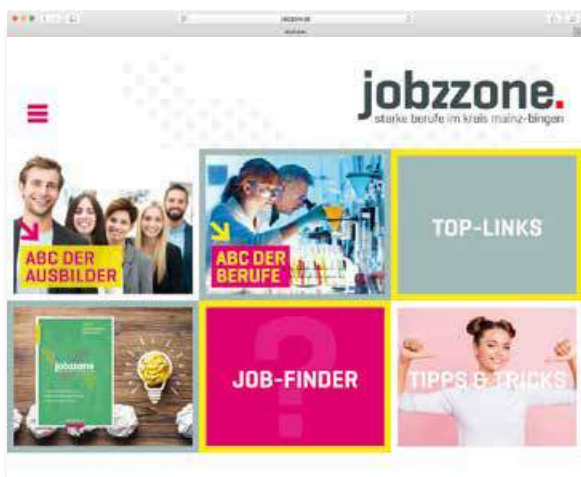 jobzzone.
starke berufe im kreis mainz-bingen
ABC DER
AUSBILDER
ABC DER
BERUFE
TOP-LINKS
jobzzone
JOB-FINDER
?
TIPPS & TRICKS